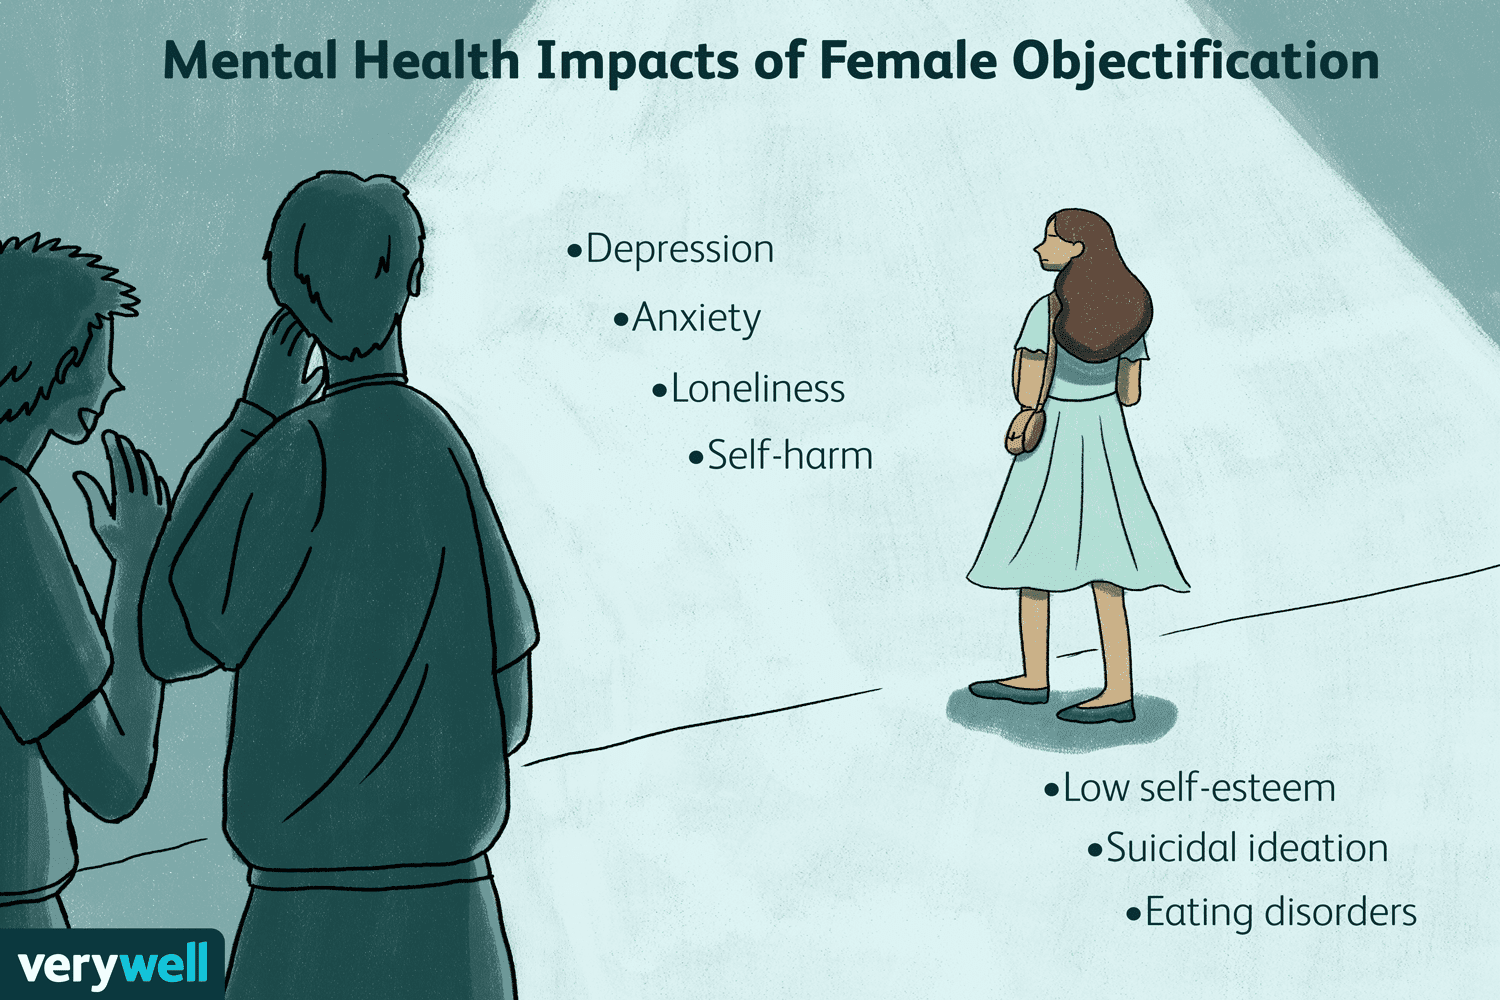 Mental Health Impacts of Female Objectification
•Depression
•Anxiety
•Loneliness
•Self-harm
•Low self-esteem
•Suicidal ideation
•Eating disorders
verywell